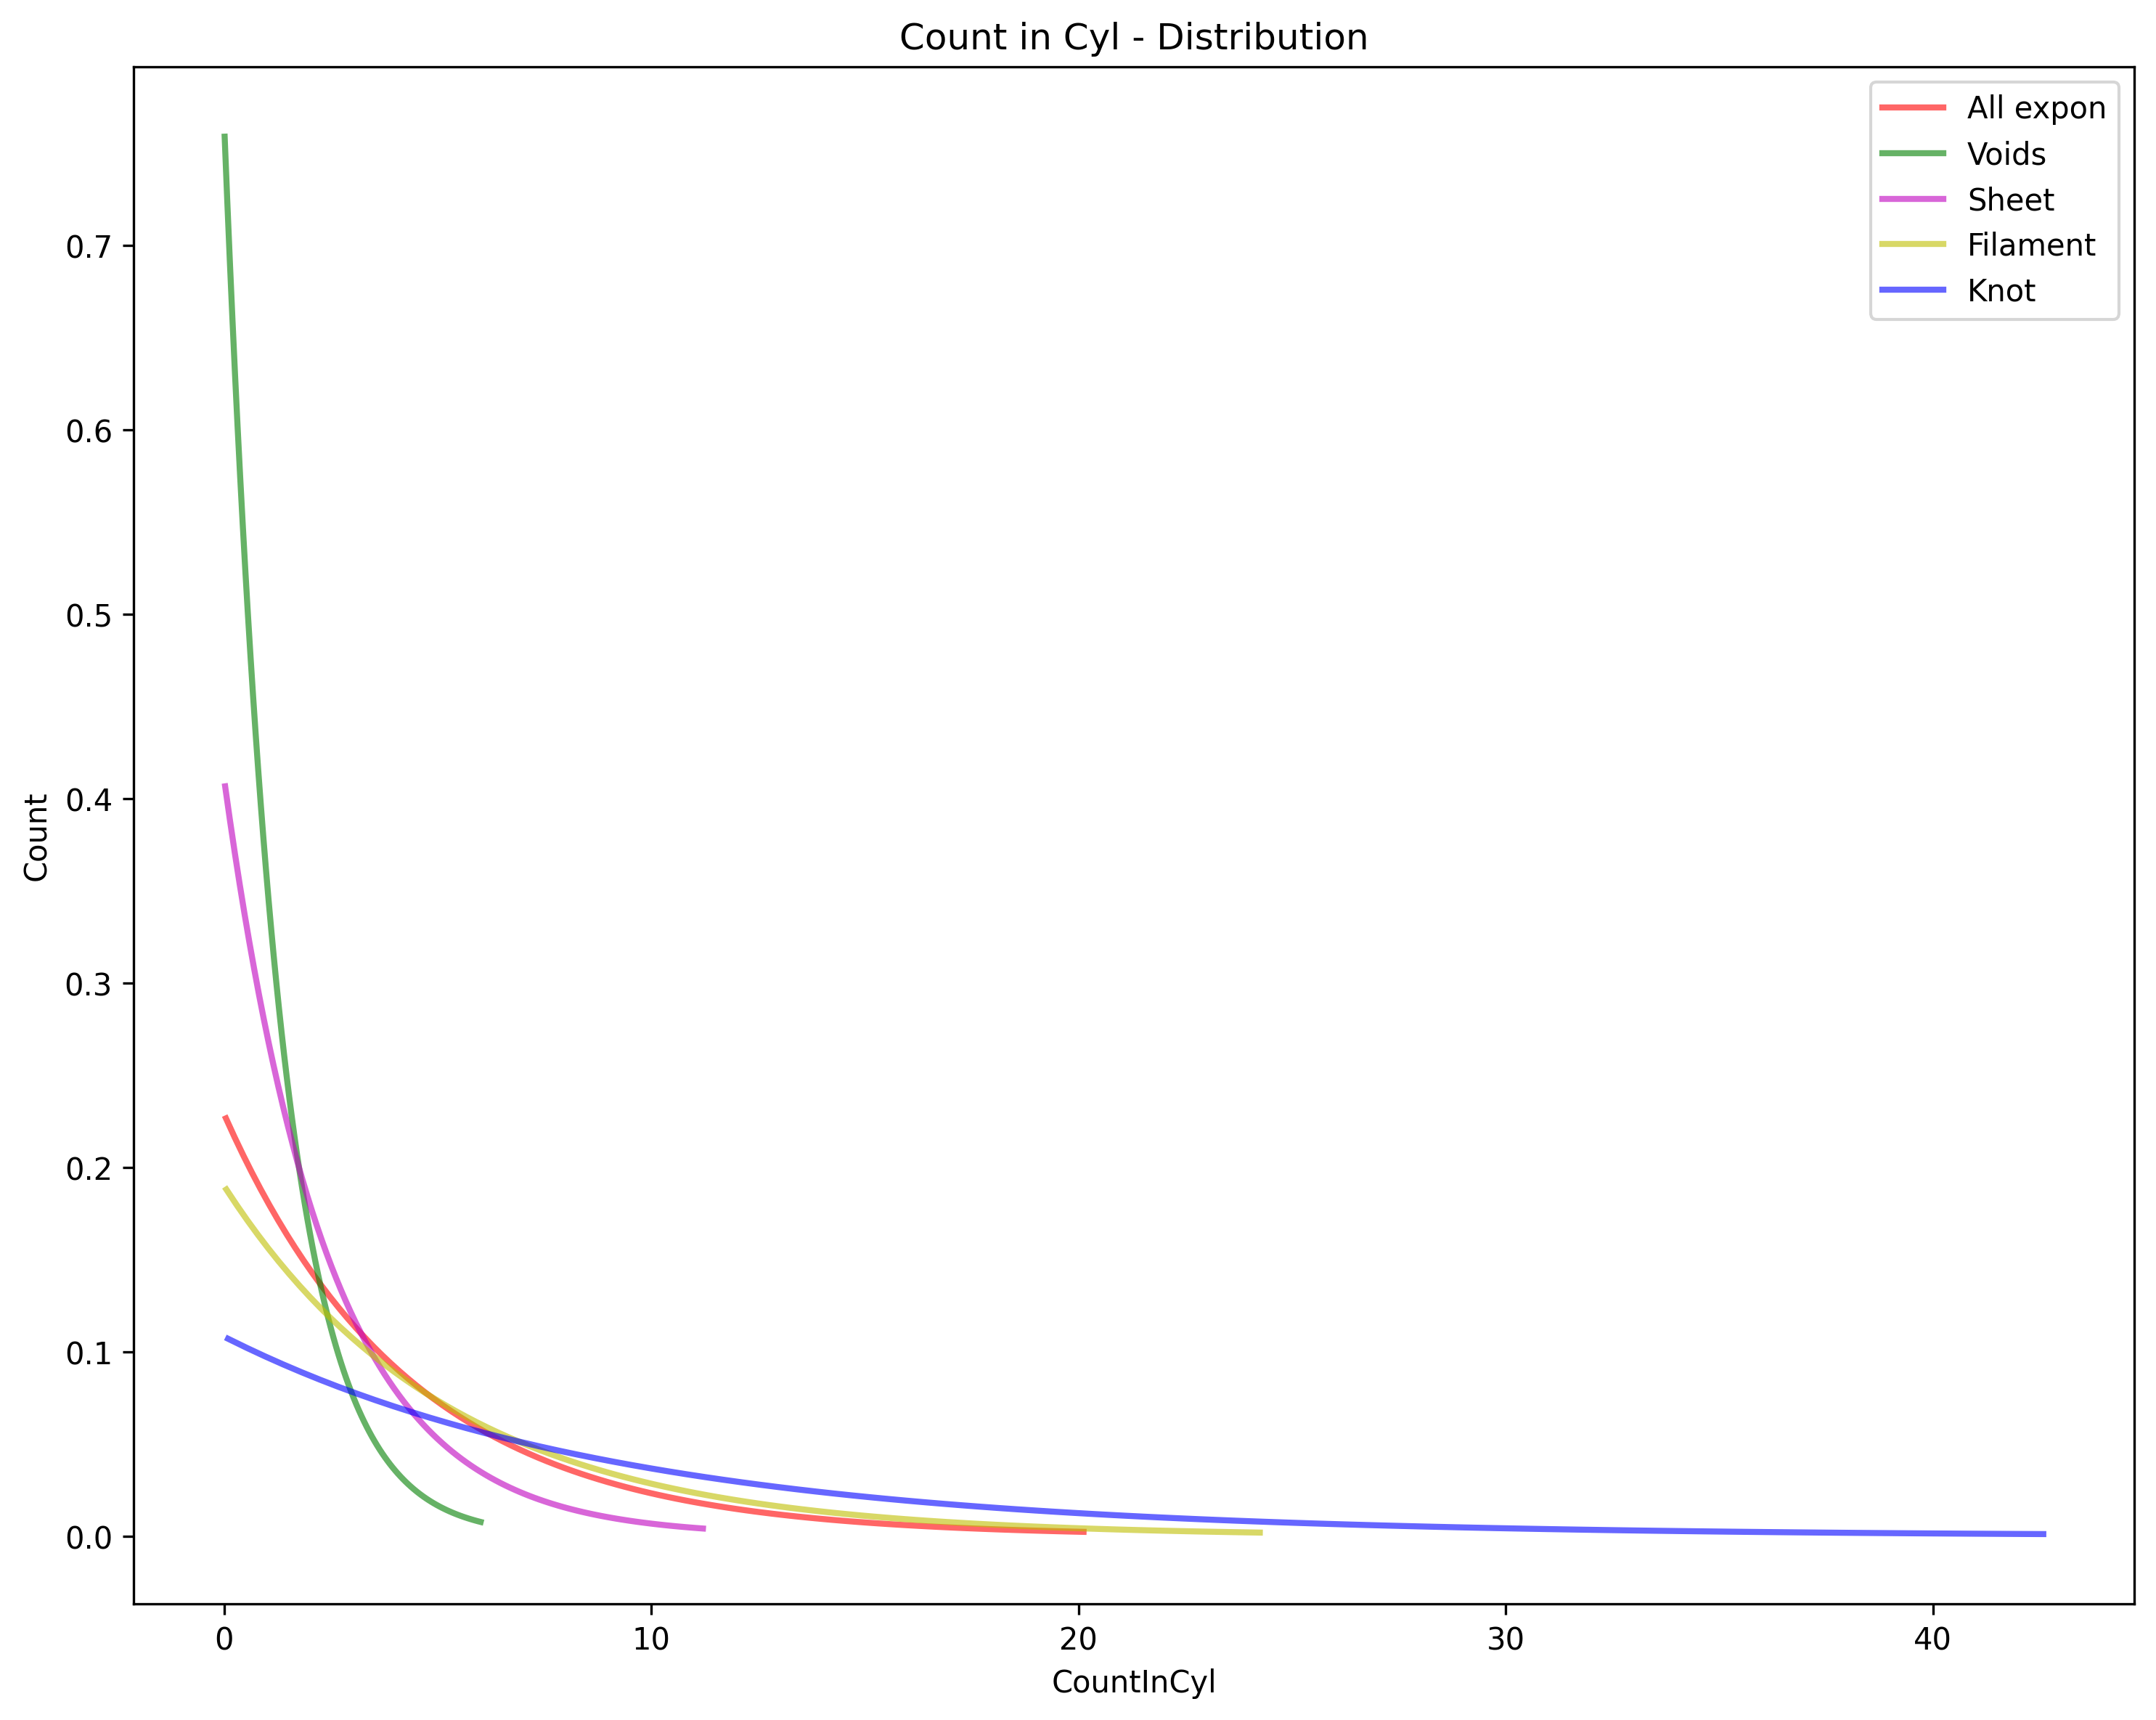 Count in Cyl - Distribution
All expon
Voids
Sheet
Filament
Knot
0.7
0.6
0.5
0.4
0.3
0.2
0.1
0.0
Count
0 10 20 30 40
CountInCyl